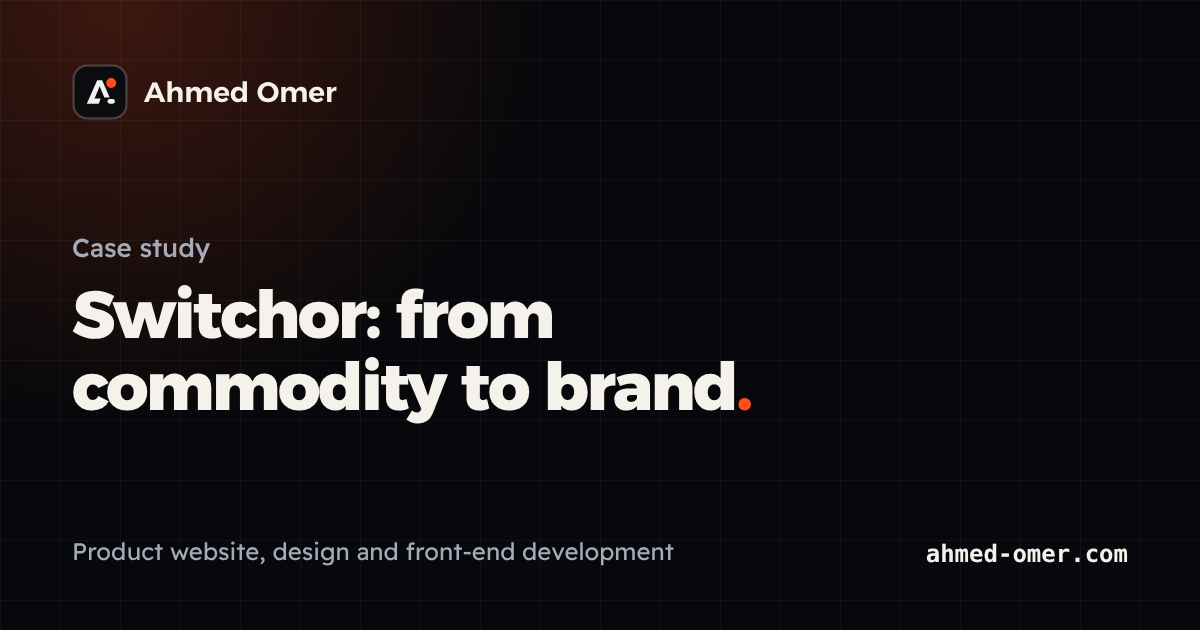 Ahmed Omer
Case study
Switchor: from
commodity to brand.
Product website, design and front-end development
ahmed-omer.com